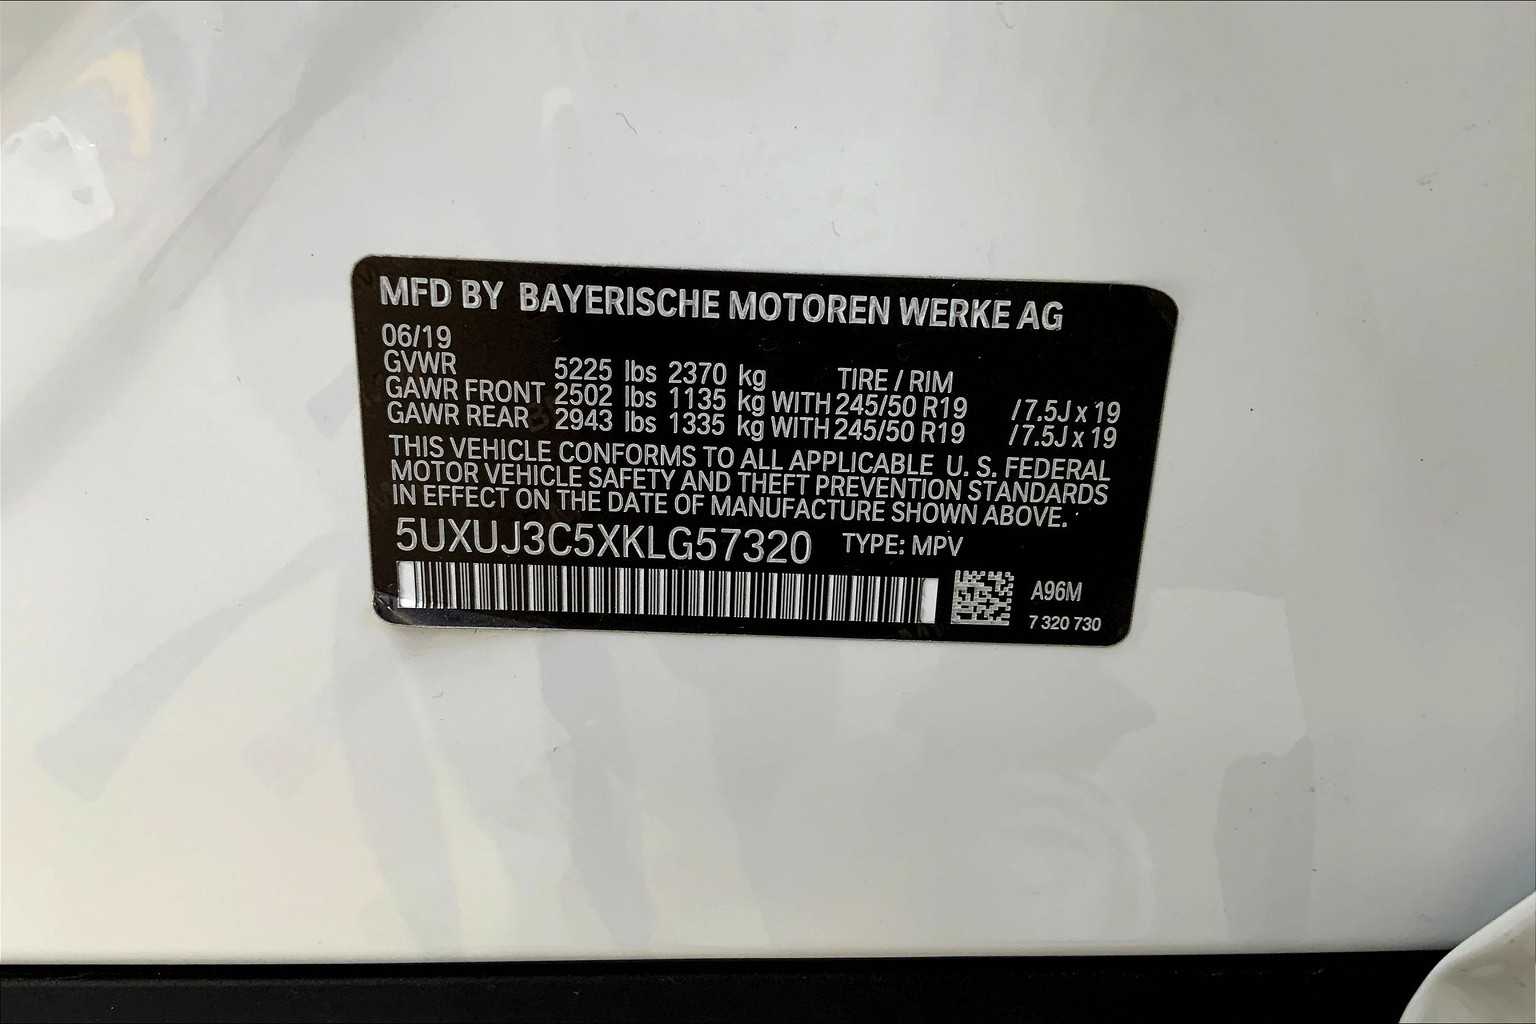 MFD BY BAYERISCHE MOTOREN WERKE AG
06/19
GVWR 5225 lbs 2370 kg TIRE / RIM
GAWR FRONT 2502 lbs 1135 kg WITH 245/50 R19 / 7.5J x 19
GAWR REAR 2943 lbs 1335 kg WITH 245/50 R19 / 7.5J x 19
THIS VEHICLE CONFORMS TO ALL APPLICABLE U. S. FEDERAL
MOTOR VEHICLE SAFETY AND THEFT PREVENTION STANDARDS
IN EFFECT ON THE DATE OF MANUFACTURE SHOWN ABOVE.
5UXUJ3C5XKLG57320 TYPE: MPV
A96M
7 320 730